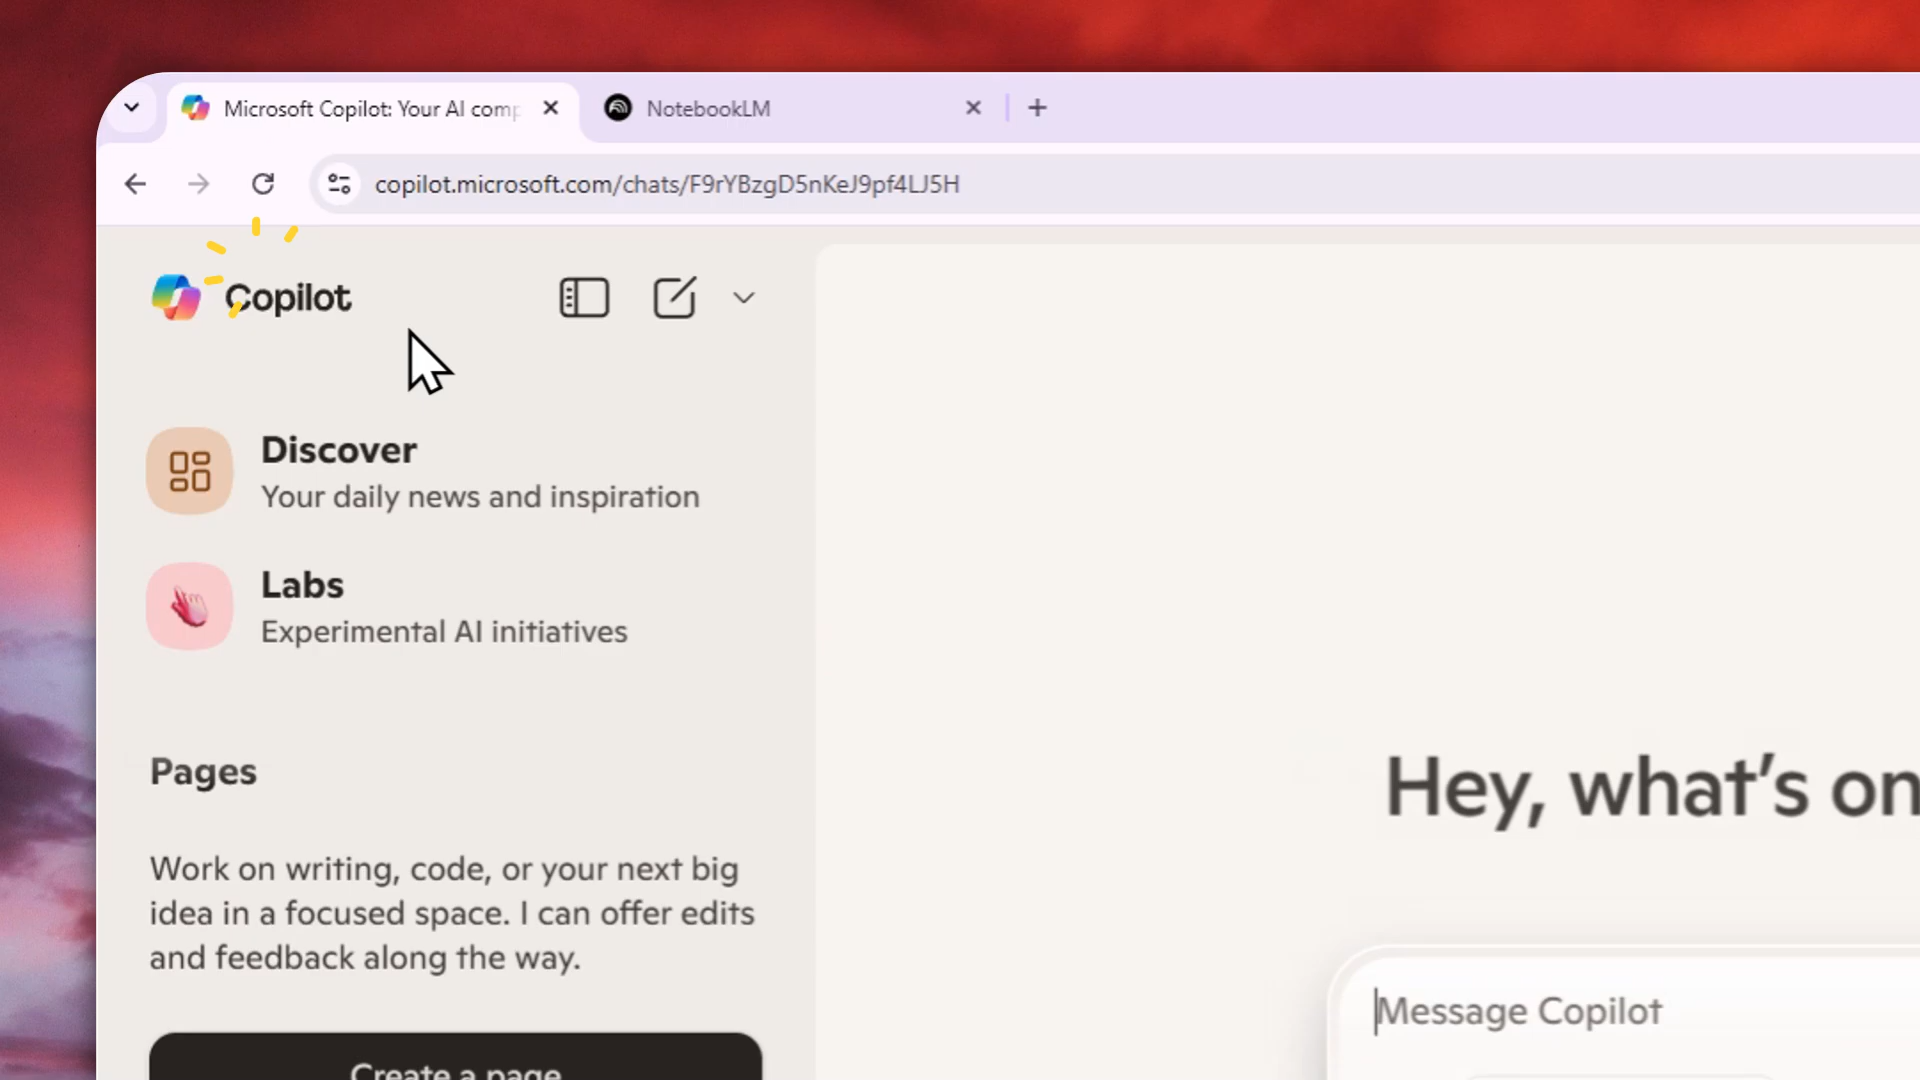 Microsoft Copilot: Your AI comp
NotebookLM
copilot.microsoft.com/chats/F9rYBzgD5nKeJ9pf4LJ5H
Copilot
Discover
Your daily news and inspiration
Labs
Experimental AI initiatives
Pages
Hey, what’s on
Work on writing, code, or your next big
idea in a focused space. I can offer edits
and feedback along the way.
Message Copilot
Create a page